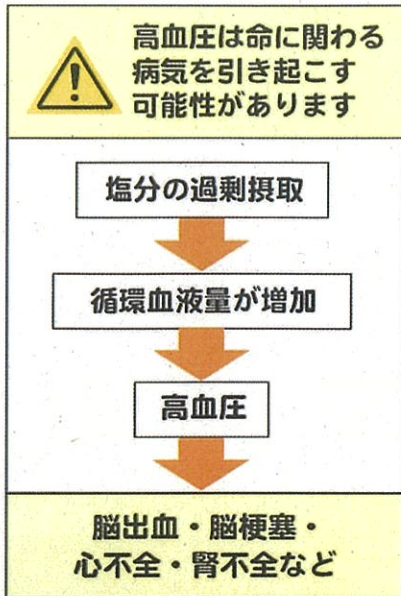 高血圧は命に関わる
病気を引き起こす
可能性があります
塩分の過剰摂取
循環血液量が増加
高血圧
脳出血・脳梗塞・
心不全・腎不全など